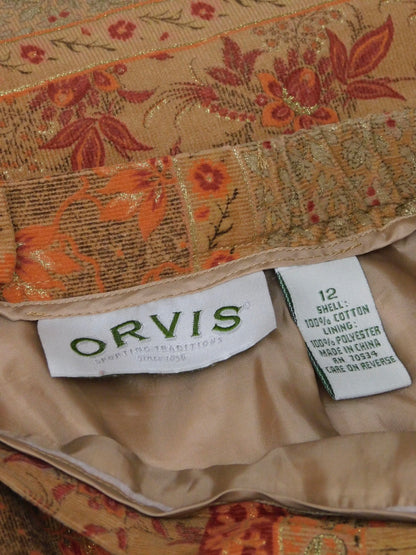 ORVIS
SPORTING TRADITIONS
SINCE 1856
12
SHELL:
100% COTTON
LINING:
100% POLYESTER
MADE IN CHINA
RN 70534
CARE ON REVERSE